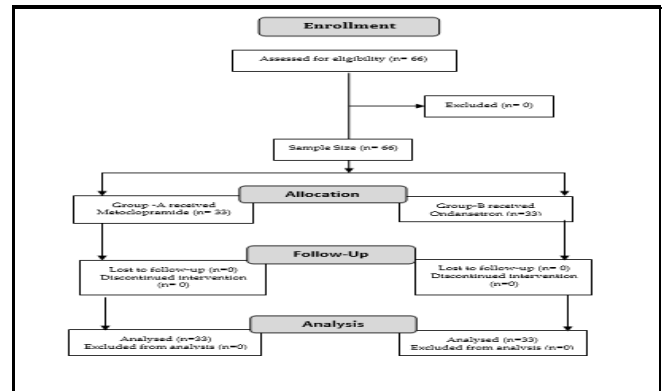 Enrollment
Assessed for eligibility (n= 66)
Excluded (n= 0)
Sample Size (n= 66)
Allocation
Group -A received
Metoclopramide (n= 33)
Group-B received
Ondansetron (n=33)
Follow-Up
Lost to follow-up (n=0)
Discontinued intervention
(n= 0)
Lost to follow-up (n= 0)
Discontinued intervention
(n=0)
Analysis
Analysed (n=33)
Excluded from analysis (n=0)
Analysed (n=33)
Excluded from analysis (n=0)